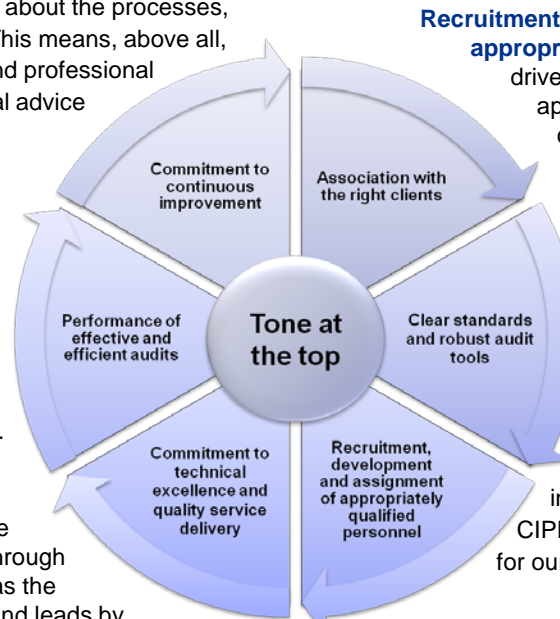 about the processes,
This means, above all,
nd professional
al advice
Recruitment
appropr
drive
ap
Commitment to
continuous
improvement
Association with
the right clients
Clear standards
and robust audit
tools
Recruitment,
development
and assignment
of appropriately
qualified
personnel
Commitment to
technical
excellence and
quality service
delivery
Performance of
effective and
efficient audits
Tone at
the top
.
e
hrough
as the
nd leads by
in
CIPF
for our